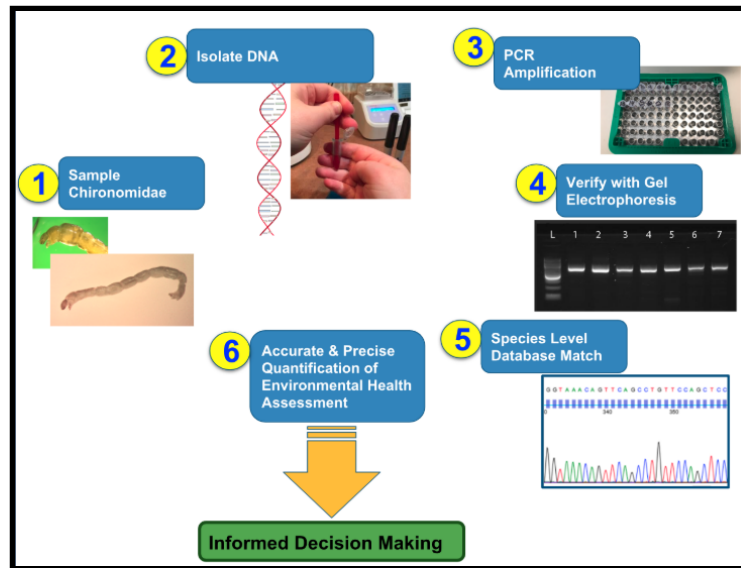 1
Sample
Chironomidae
2
Isolate DNA
3
PCR
Amplification
4
Verify with Gel
Electrophoresis
L 1 2 3 4 5 6 7
5
Species Level
Database Match
G G T A A A C A G T T C A G C C T G T T C C A G C T C C
340
6
Accurate & Precise
Quantification of
Environmental Health
Assessment
Informed Decision Making